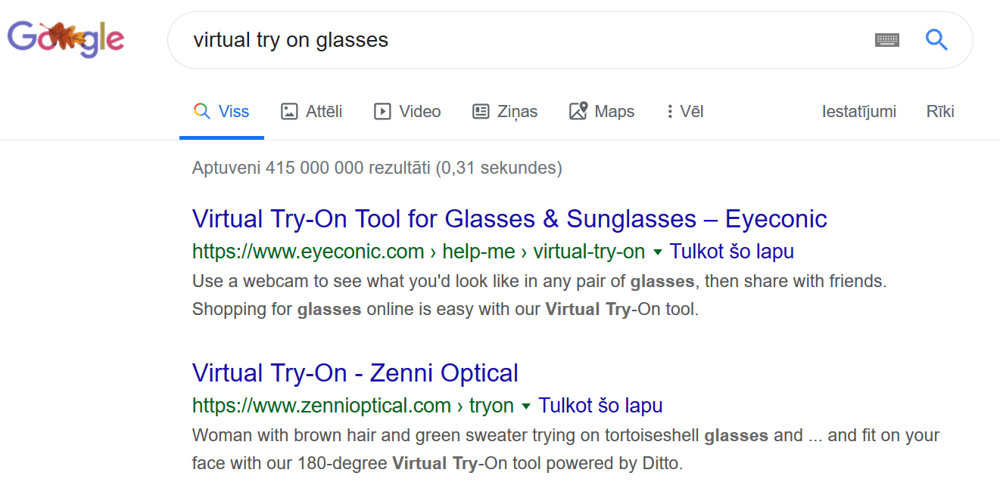 Google
virtual try on glasses
Viss Attēli Video Ziņas Maps Vēl Iestatījumi Rīki
Aptuveni 415 000 000 rezultāti (0,31 sekundes)
Virtual Try-On Tool for Glasses & Sunglasses – Eyeconic
https://www.eyeconic.com › help-me › virtual-try-on Tulkot šo lapu
Use a webcam to see what you'd look like in any pair of glasses, then share with friends.
Shopping for glasses online is easy with our Virtual Try-On tool.
Virtual Try-On - Zenni Optical
https://www.zennioptical.com › tryon Tulkot šo lapu
Woman with brown hair and green sweater trying on tortoiseshell glasses and ... and fit on your
face with our 180-degree Virtual Try-On tool powered by Ditto.